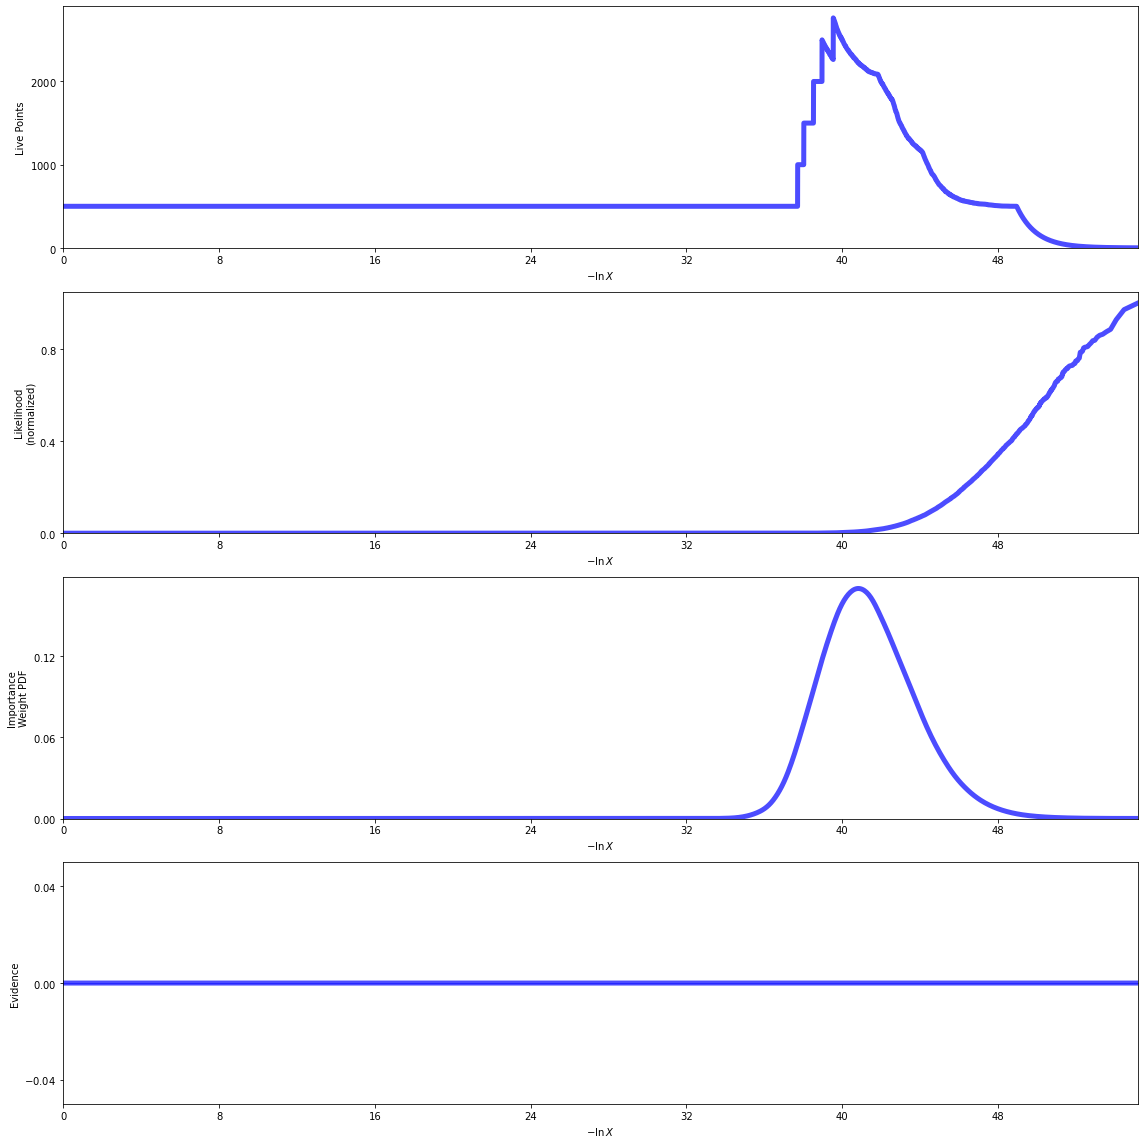 2000
1000
0
Live Points
0 8 16 24 32 40 48
−ln X
0.8
0.4
0.0
Likelihood
(normalized)
0 8 16 24 32 40 48
−ln X
0.12
0.06
0.00
Importance
Weight PDF
0 8 16 24 32 40 48
−ln X
0.04
0.00
−0.04
Evidence
0 8 16 24 32 40 48
−ln X